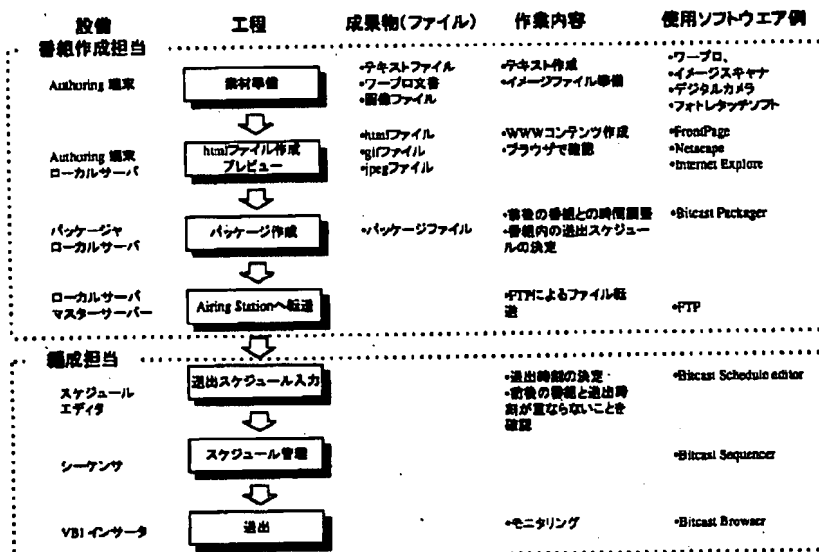 設備 工程 成果物(ファイル) 作業内容 使用ソフトウエア例
番組作成担当
Authoring 端末 素材準備 •テキストファイル •テキスト作成 •ワープロ、
•ワープロ文書 •イメージファイル準備 •イメージスキャナ
•画像ファイル •デジタルカメラ
•フォトレタッチソフト
Authoring 端末 htmlファイル作成 •htmlファイル •WWWコンテンツ作成 •FrontPage
ローカルサーバ プレビュー •gifファイル •ブラウザで確認 •Netscape
•jpegファイル •Internet Explore
パッケージャ パッケージ作成 •パッケージファイル •前後の番組との時間調整 •Bitcast Packager
ローカルサーバ •番組内の送出スケジュー
ルの決定
ローカルサーバ Airing Stationへ転送 •FTPによるファイル転 •FTP
マスターサーバー 送
編成担当
スケジュール 送出スケジュール入力 •送出時刻の決定 •Bitcast Schedule editor
エディタ •前後の番組と送出時
刻が重ならないことを
確認
シーケンサ スケジュール管理 •Bitcast Sequencer
VBIインサータ 送出 •モニタリング •Bitcast Browser